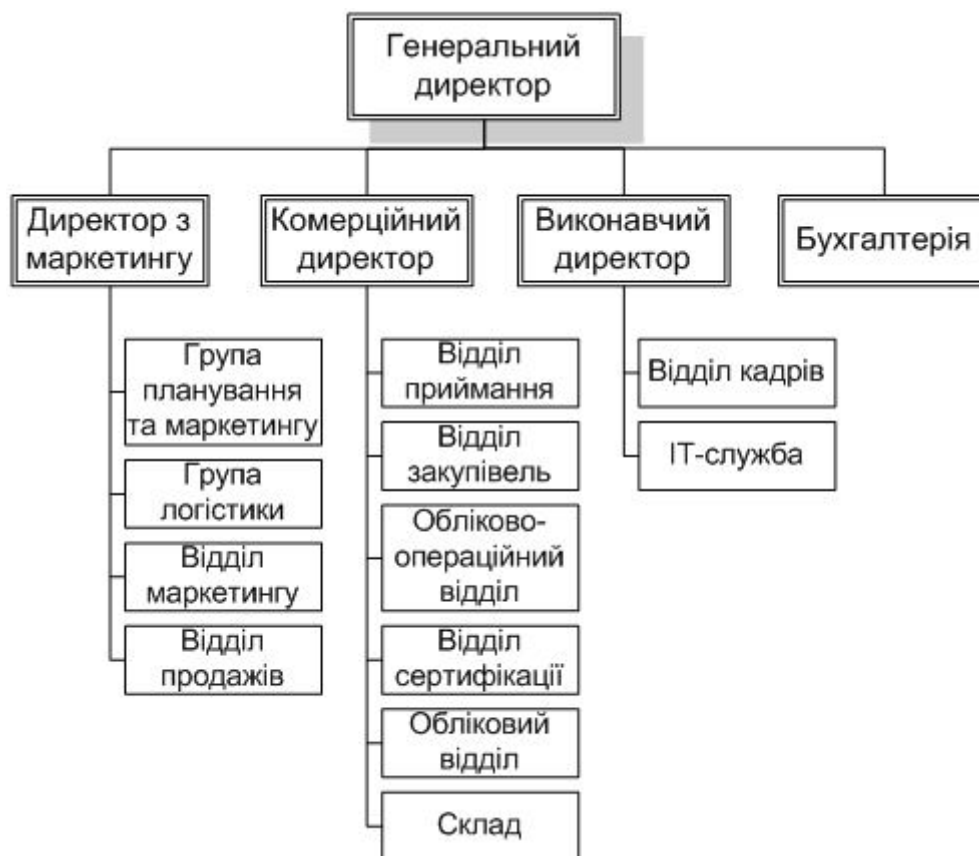 Генеральний
директор
Директор з
маркетингу
Комерційний
директор
Виконавчий
директор
Бухгалтерія
Група
планування
та маркетингу
Група
логістики
Відділ
маркетингу
Відділ
продажів
Відділ
приймання
Відділ
закупівель
Обліково-
операційний
відділ
Відділ
сертифікації
Обліковий
відділ
Склад
Відділ кадрів
ІТ-служба